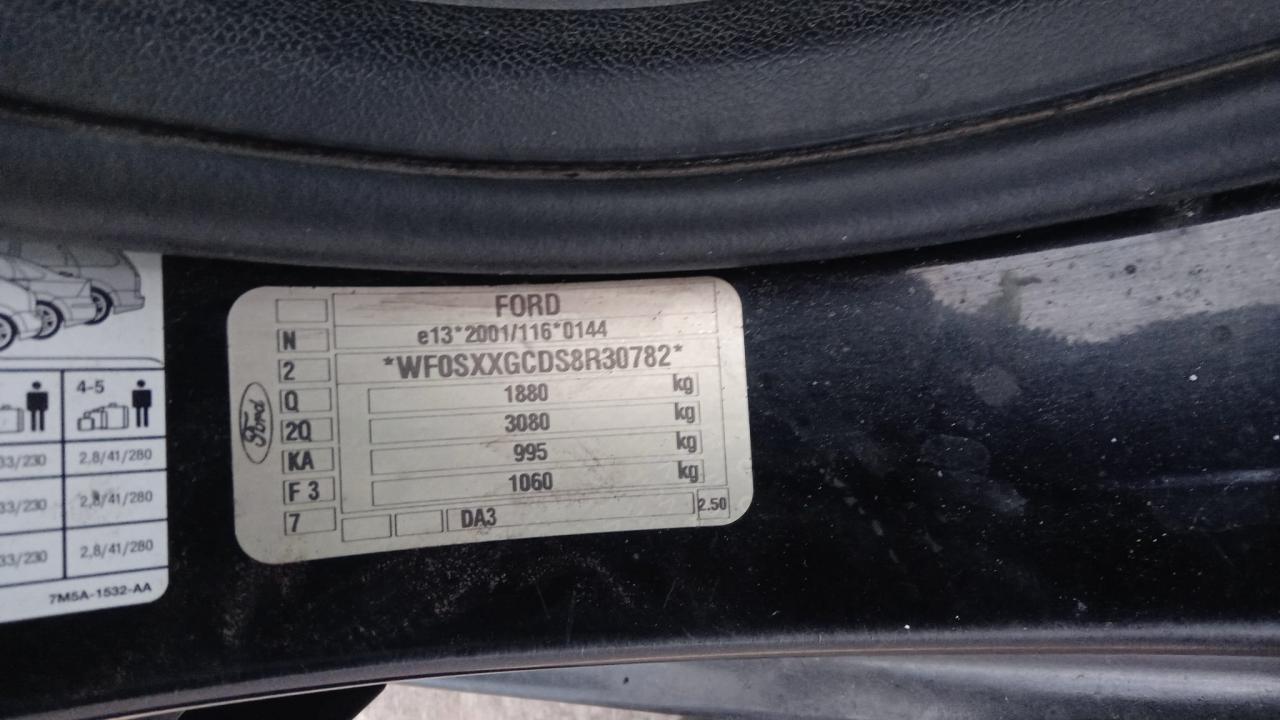 4-5
33/230 2,8/41/280
33/230 2,8/41/280
33/230 2,8/41/280
7M5A-1532-AA
Ford
FORD
N e13*2001/116*0144
2 *WF0SXXGCDS8R30782*
Q 1880 kg
2Q 3080 kg
KA 995 kg
F 3 1060 kg
7 DA3 2.50